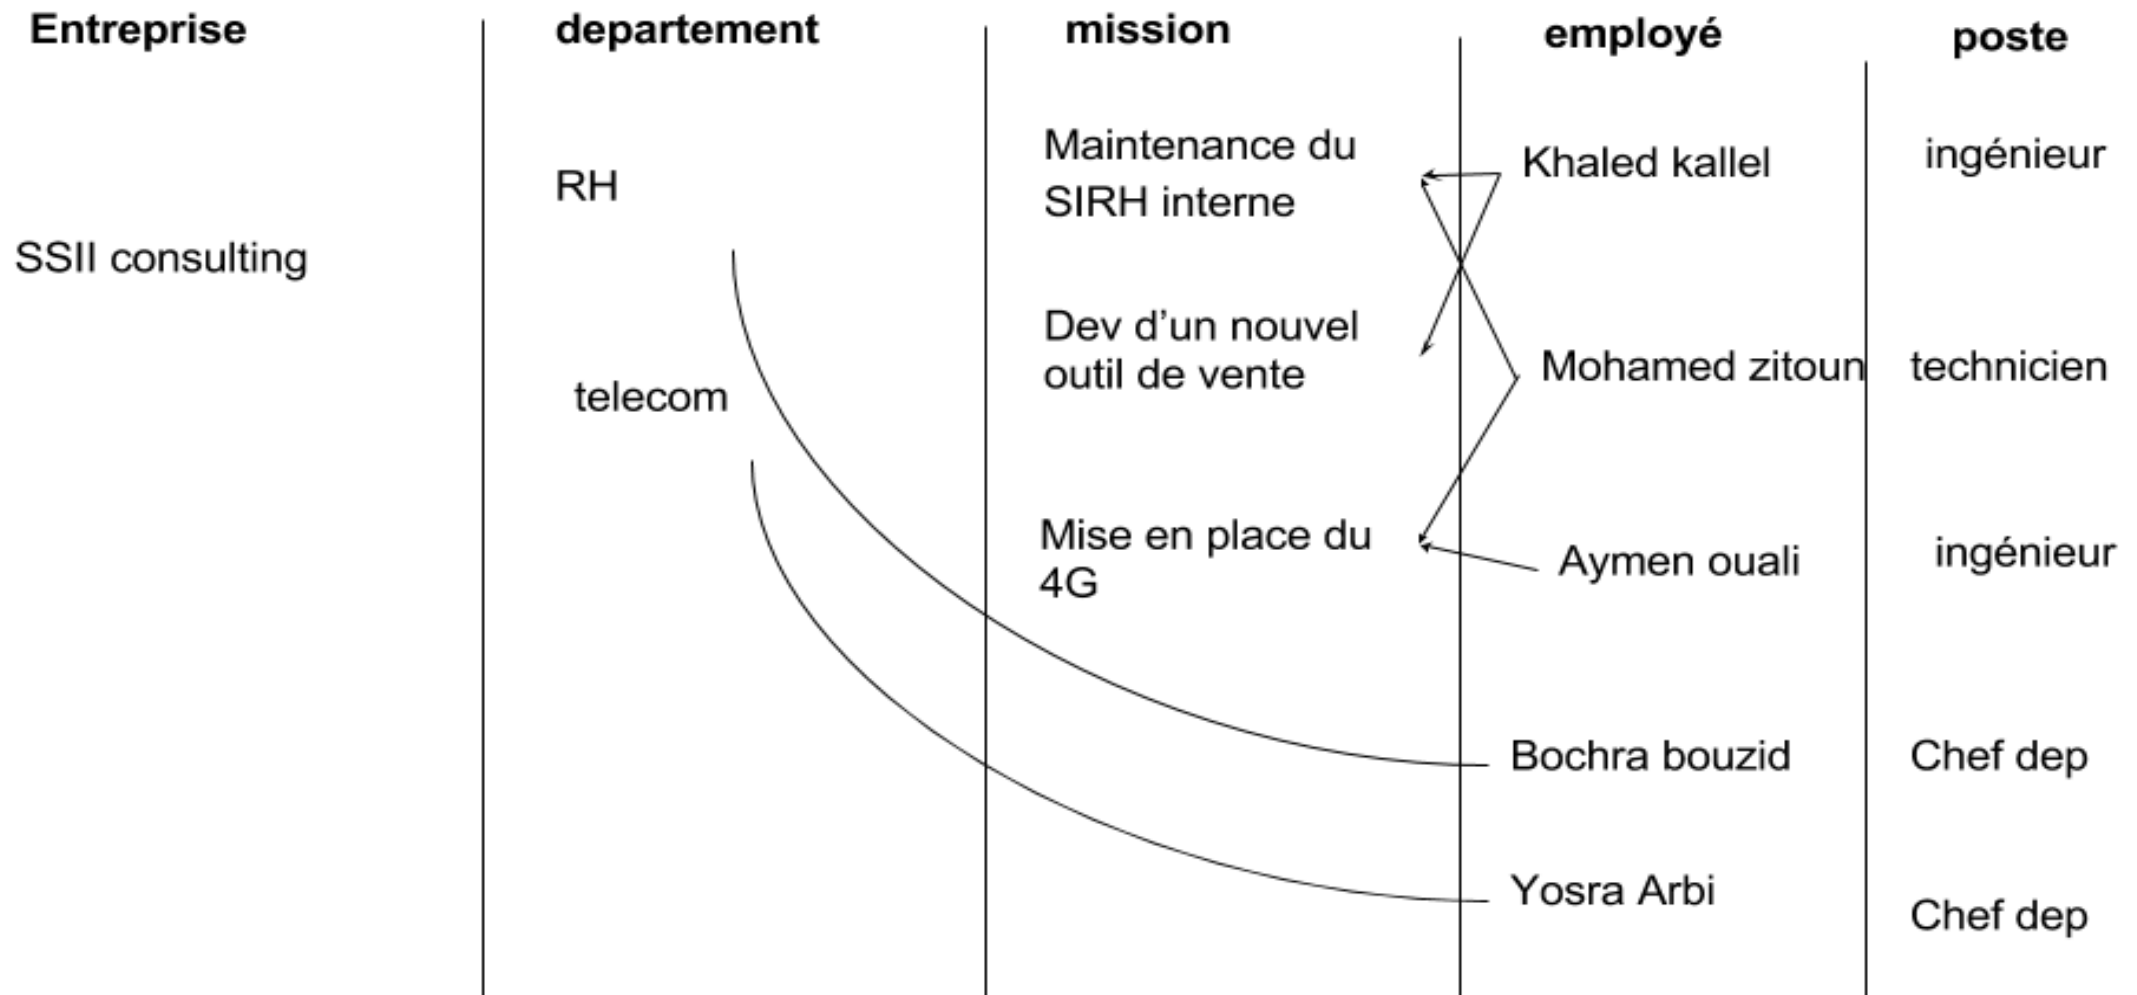 Entreprise
departement
mission
employé
poste
SSII consulting
RH
telecom
Maintenance du
SIRH interne
Dev d’un nouvel
outil de vente
Mise en place du
4G
Khaled kallel
Mohamed zitoun
Aymen ouali
Bochra bouzid
Yosra Arbi
ingénieur
technicien
ingénieur
Chef dep
Chef dep